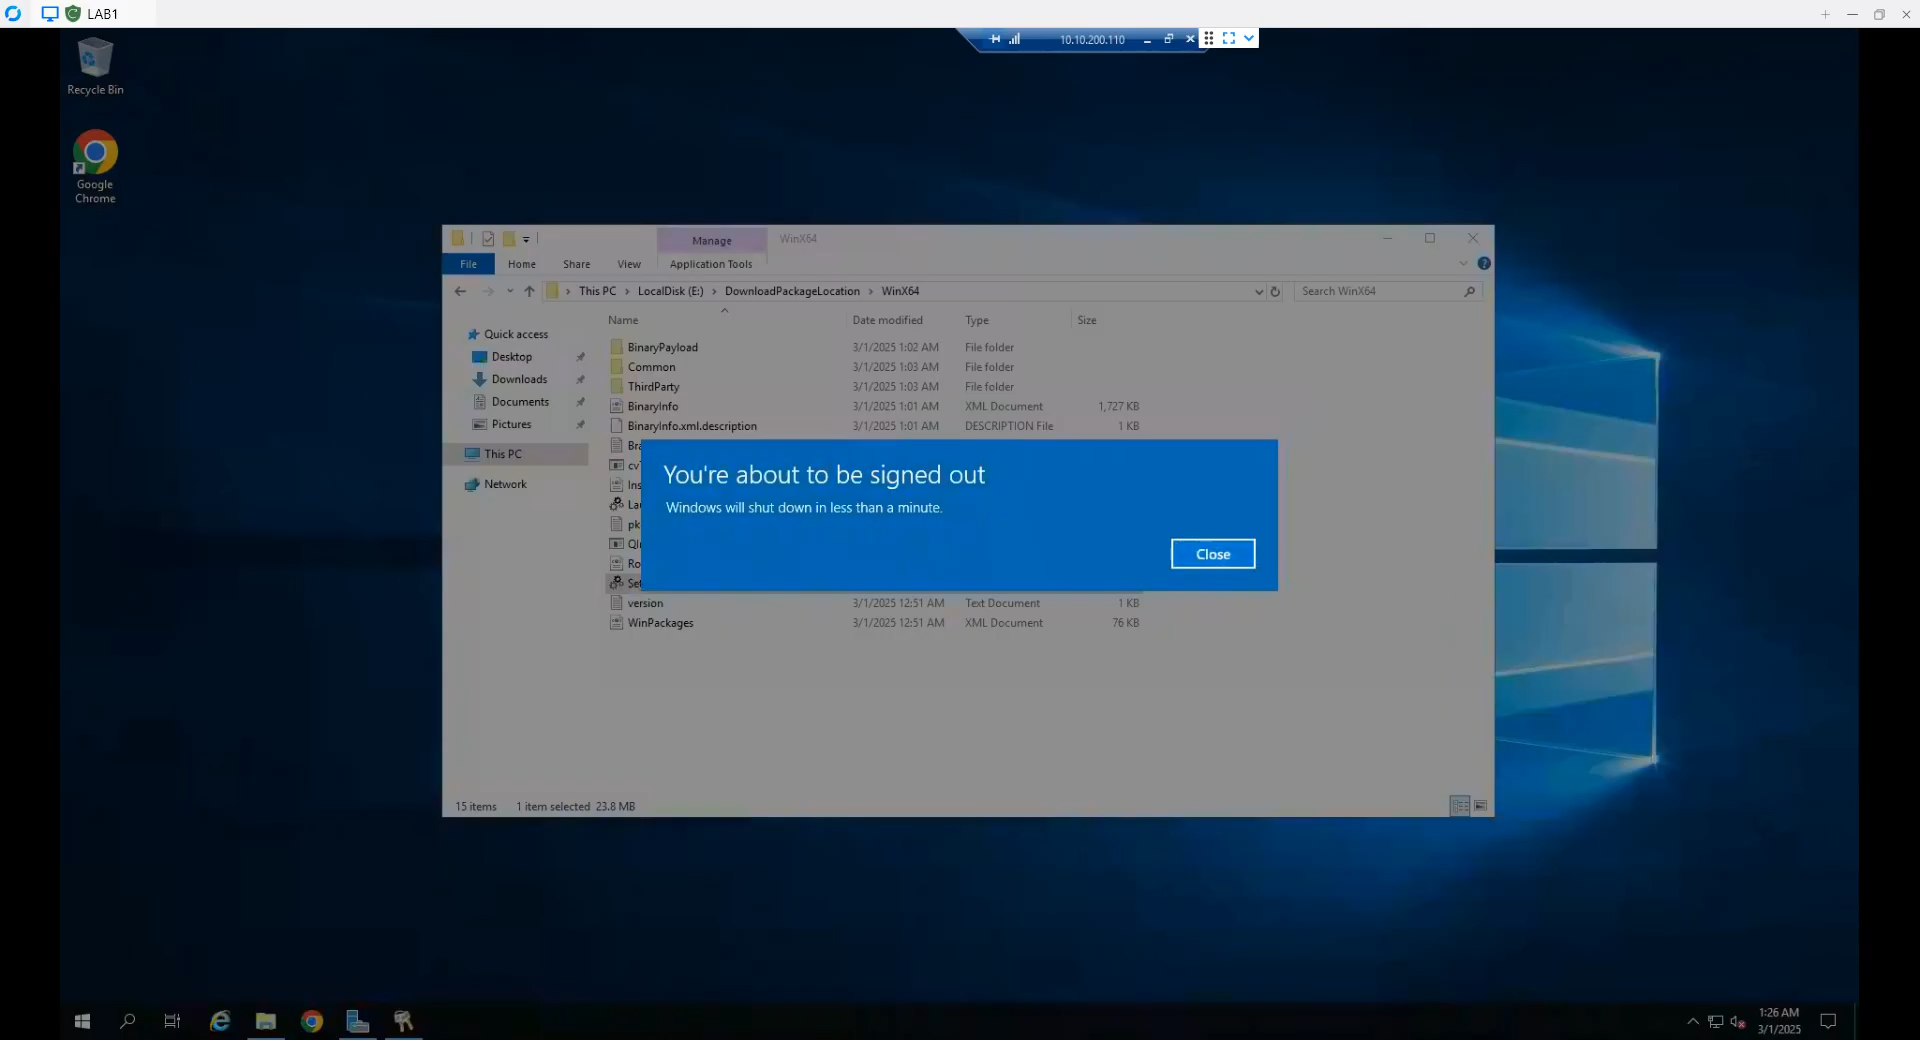 LAB1
10.10.200.110
Recycle Bin
Google
Chrome
Manage
WinX64
File
Home
Share
View
Application Tools
This PC
LocalDisk (E:)
DownloadPackageLocation
WinX64
Search WinX64
Name
Date modified
Type
Size
Quick access
Desktop
Downloads
Documents
Pictures
This PC
Network
BinaryPayload 3/1/2025 1:02 AM File folder
Common 3/1/2025 1:03 AM File folder
ThirdParty 3/1/2025 1:03 AM File folder
BinaryInfo 3/1/2025 1:01 AM XML Document 1,727 KB
BinaryInfo.xml.description 3/1/2025 1:01 AM DESCRIPTION File 1 KB
You're about to be signed out
Windows will shut down in less than a minute.
Close
version 3/1/2025 12:51 AM Text Document 1 KB
WinPackages 3/1/2025 12:51 AM XML Document 76 KB
15 items 1 item selected 23.8 MB
1:26 AM
3/1/2025